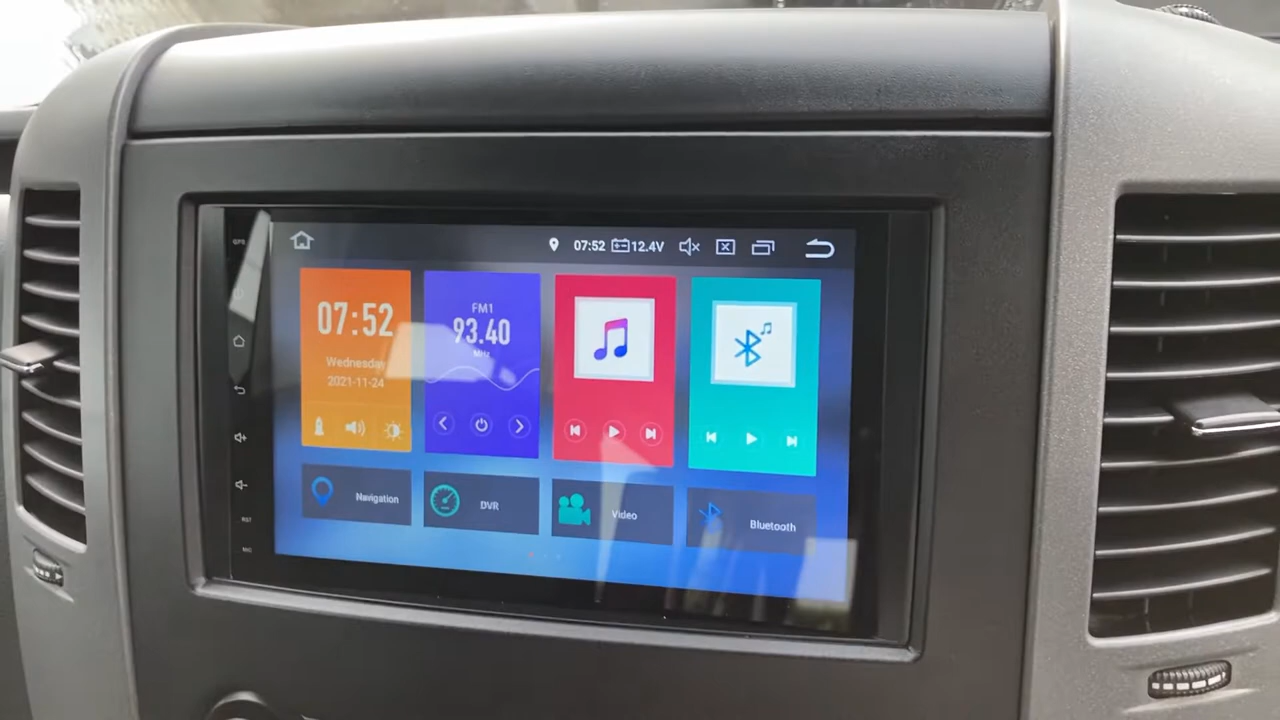 GPS
07:52
12.4V
07:52
Wednesday
2021-11-24
FM1
93.40
MHz
Navigation
DVR
Video
Bluetooth
RST
MIC